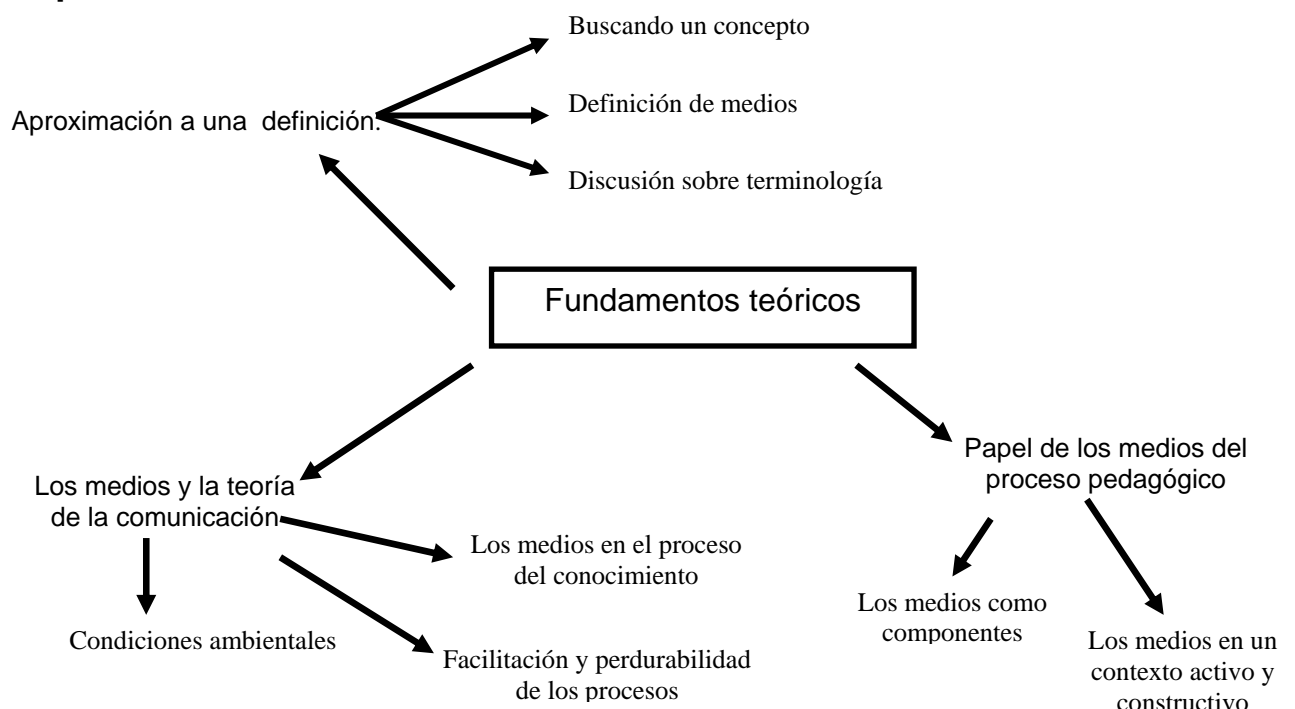 Buscando un concepto
Aproximación a una definición.
Definición de medios
Discusión sobre terminología
Fundamentos teóricos
Los medios y la teoría
de la comunicación
Los medios en el proceso
del conocimiento
Condiciones ambientales
Facilitación y perdurabilidad
de los procesos
Papel de los medios del
proceso pedagógico
Los medios como
componentes
Los medios en un
contexto activo y
constructivo